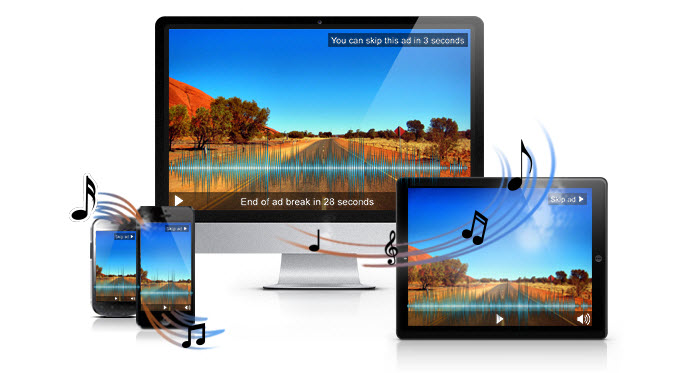 You can skip this ad in 3 seconds
End of ad break in 28 seconds
Skip ad
Skip ad
Skip ad